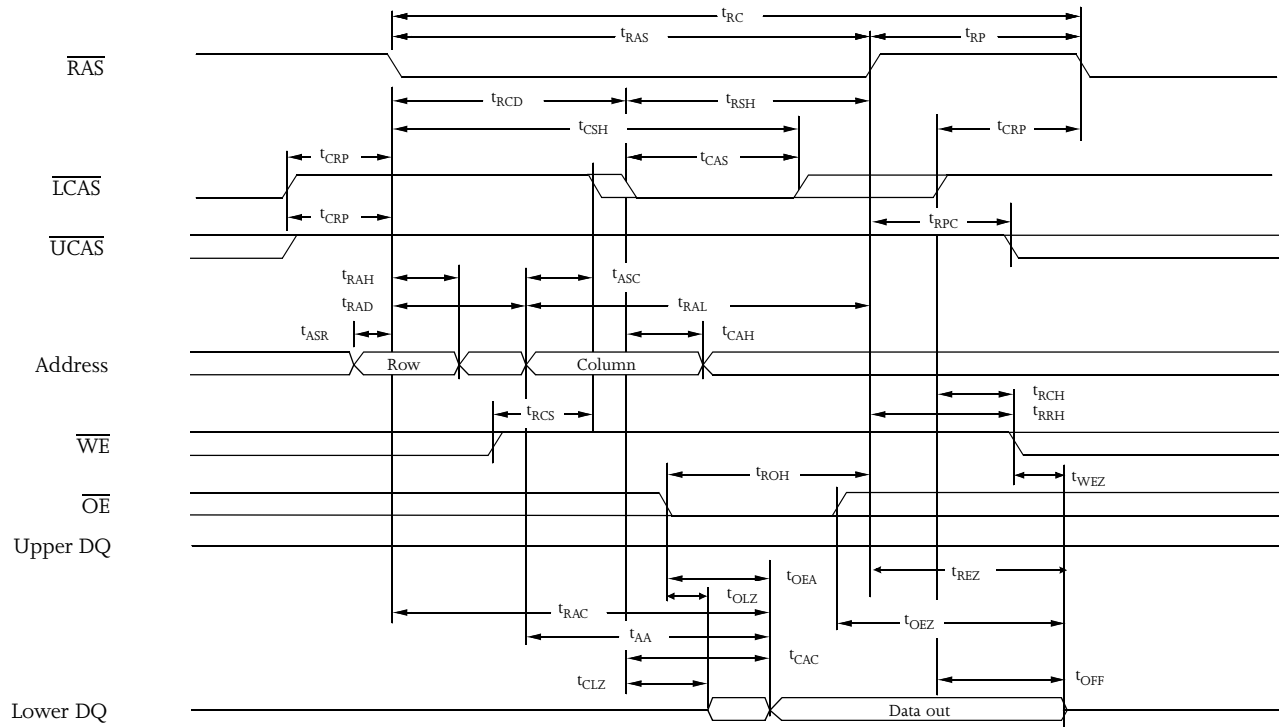 tRC
tRAS
tRP
RAS
tRCD
tRSH
tCSH
tCRP
tCRP
tCAS
LCAS
tCRP
tRPC
UCAS
tRAH
tASC
tRAD
tRAL
tASR
tCAH
Address
Row
Column
tRCH
tRCS
tRRH
WE
tROH
tWEZ
OE
Upper DQ
tREZ
tOEA
tOLZ
tRAC
tOEZ
tAA
tCAC
tCLZ
tOFF
Lower DQ
Data out